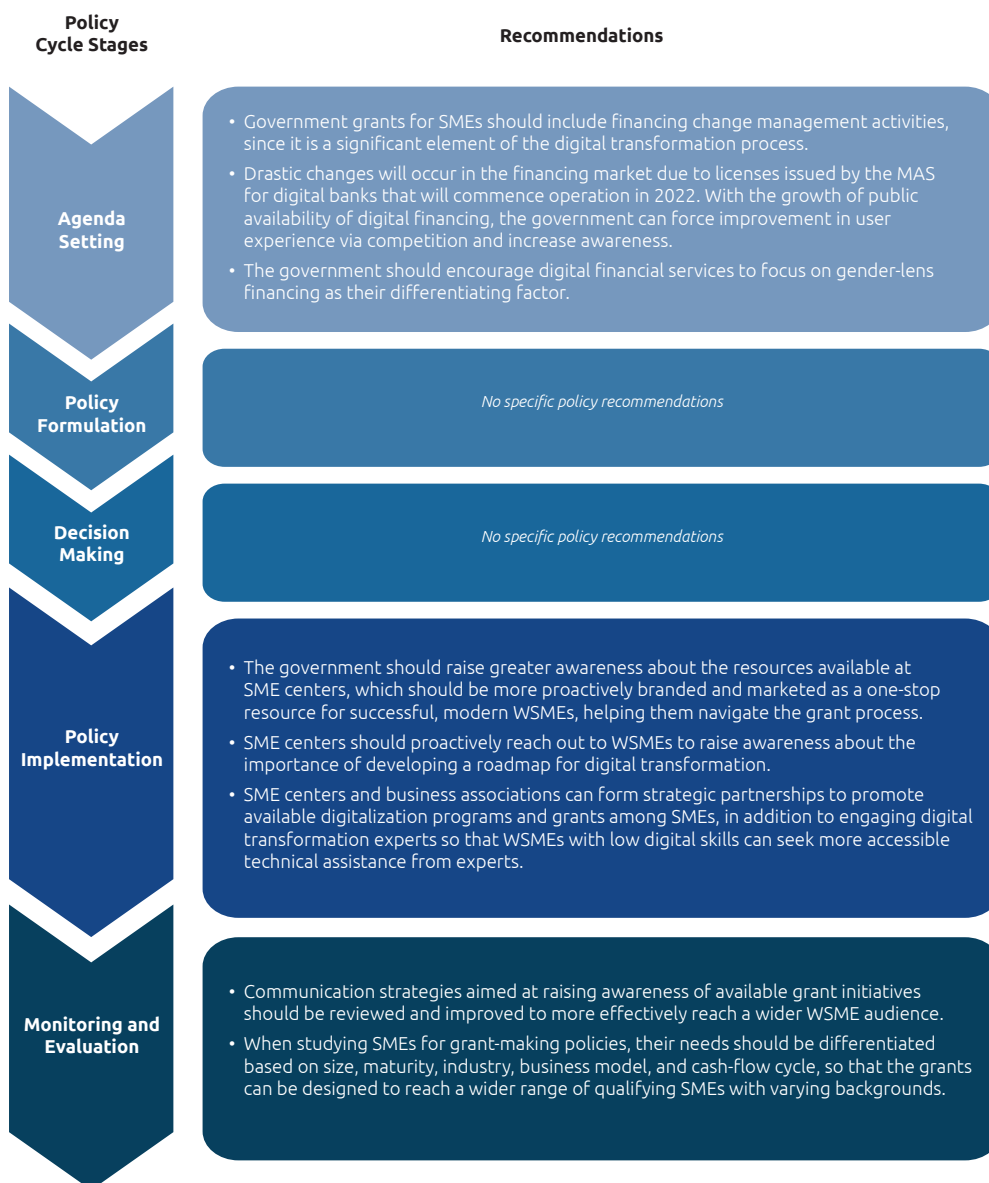 Policy
Cycle Stages
Recommendations
Agenda
Setting
• Government grants for SMEs should include financing change management activities,
since it is a significant element of the digital transformation process.
• Drastic changes will occur in the financing market due to licenses issued by the MAS
for digital banks that will commence operation in 2022. With the growth of public
availability of digital financing, the government can force improvement in user
experience via competition and increase awareness.
• The government should encourage digital financial services to focus on gender-lens
financing as their differentiating factor.
Policy
Formulation
No specific policy recommendations
Decision
Making
No specific policy recommendations
Policy
Implementation
• The government should raise greater awareness about the resources available at
SME centers, which should be more proactively branded and marketed as a one-stop
resource for successful, modern WSMEs, helping them navigate the grant process.
• SME centers should proactively reach out to WSMEs to raise awareness about the
importance of developing a roadmap for digital transformation.
• SME centers and business associations can form strategic partnerships to promote
available digitalization programs and grants among SMEs, in addition to engaging digital
transformation experts so that WSMEs with low digital skills can seek more accessible
technical assistance from experts.
Monitoring and
Evaluation
• Communication strategies aimed at raising awareness of available grant initiatives
should be reviewed and improved to more effectively reach a wider WSME audience.
• When studying SMEs for grant-making policies, their needs should be differentiated
based on size, maturity, industry, business model, and cash-flow cycle, so that the grants
can be designed to reach a wider range of qualifying SMEs with varying backgrounds.